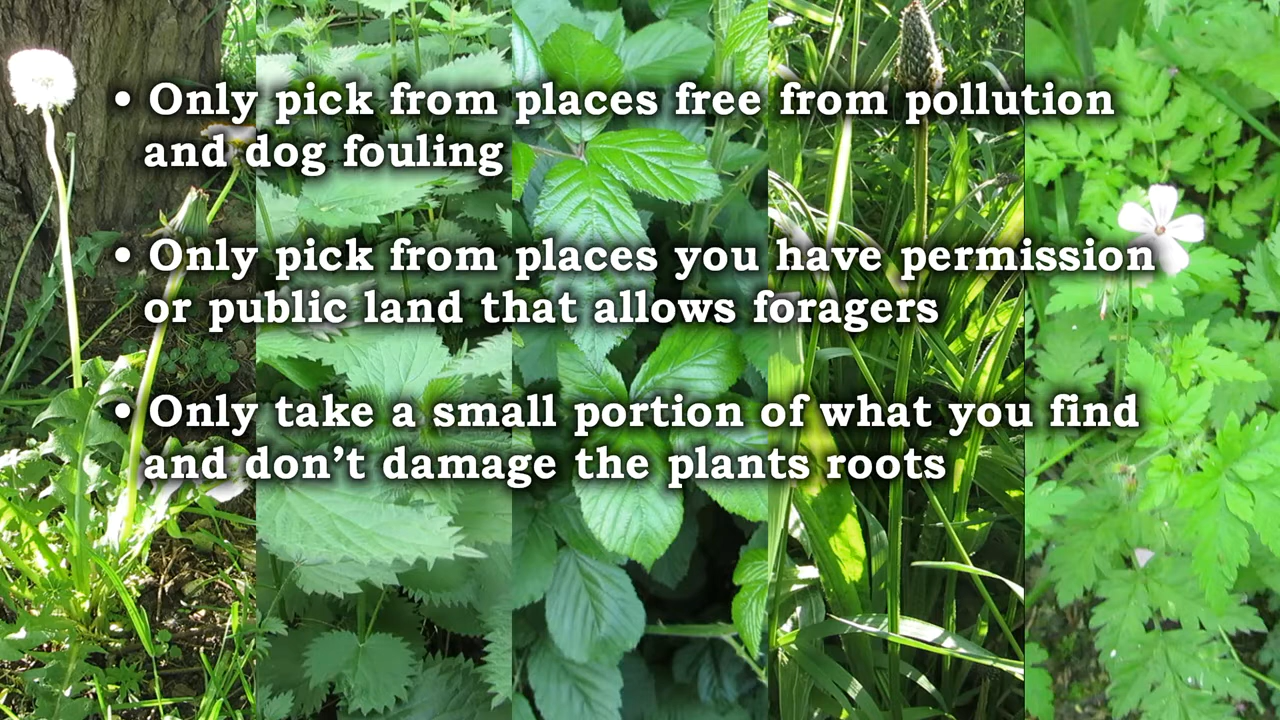 • Only pick from places free from pollution
and dog fouling
• Only pick from places you have permission
or public land that allows foragers
• Only take a small portion of what you find
and don’t damage the plants roots